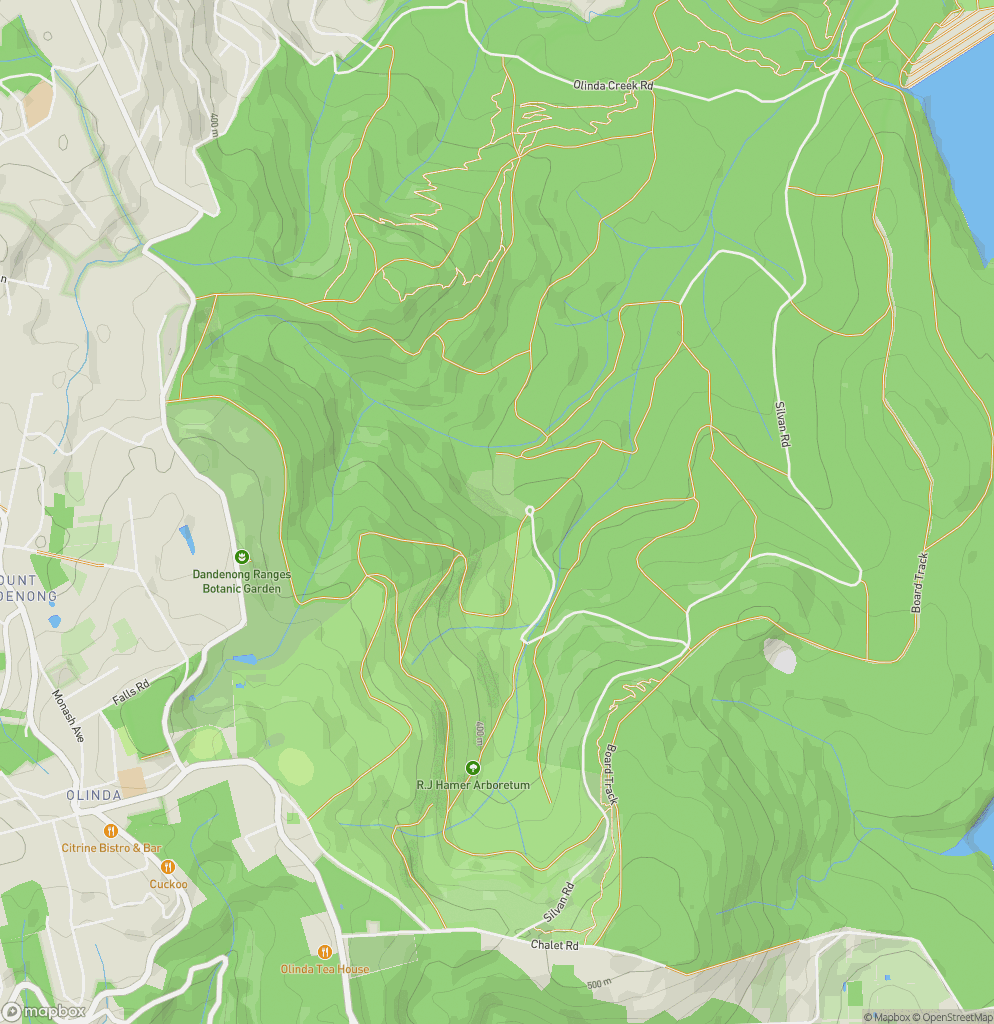 Olinda Creek Rd
400 m
n
Silvan Rd
Dandenong Ranges
Botanic Garden
OUNT
DENONG
Board Track
Falls Rd
Monash Ave
400 m
R.J Hamer Arboretum
Board Track
OLINDA
Citrine Bistro & Bar
Cuckoo
Silvan Rd
Chalet Rd
Olinda Tea House
500 m
mapbox
© Mapbox © OpenStreetMap